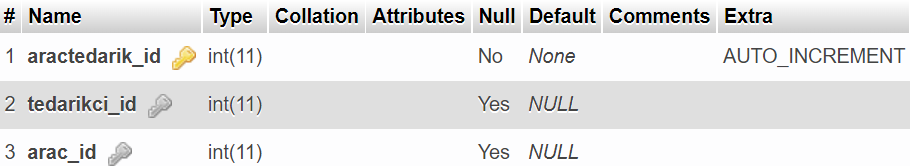 # Name Type Collation Attributes Null Default Comments Extra
1 aractedarik_id int(11) No None AUTO_INCREMENT
2 tedarikci_id int(11) Yes NULL
3 arac_id int(11) Yes NULL